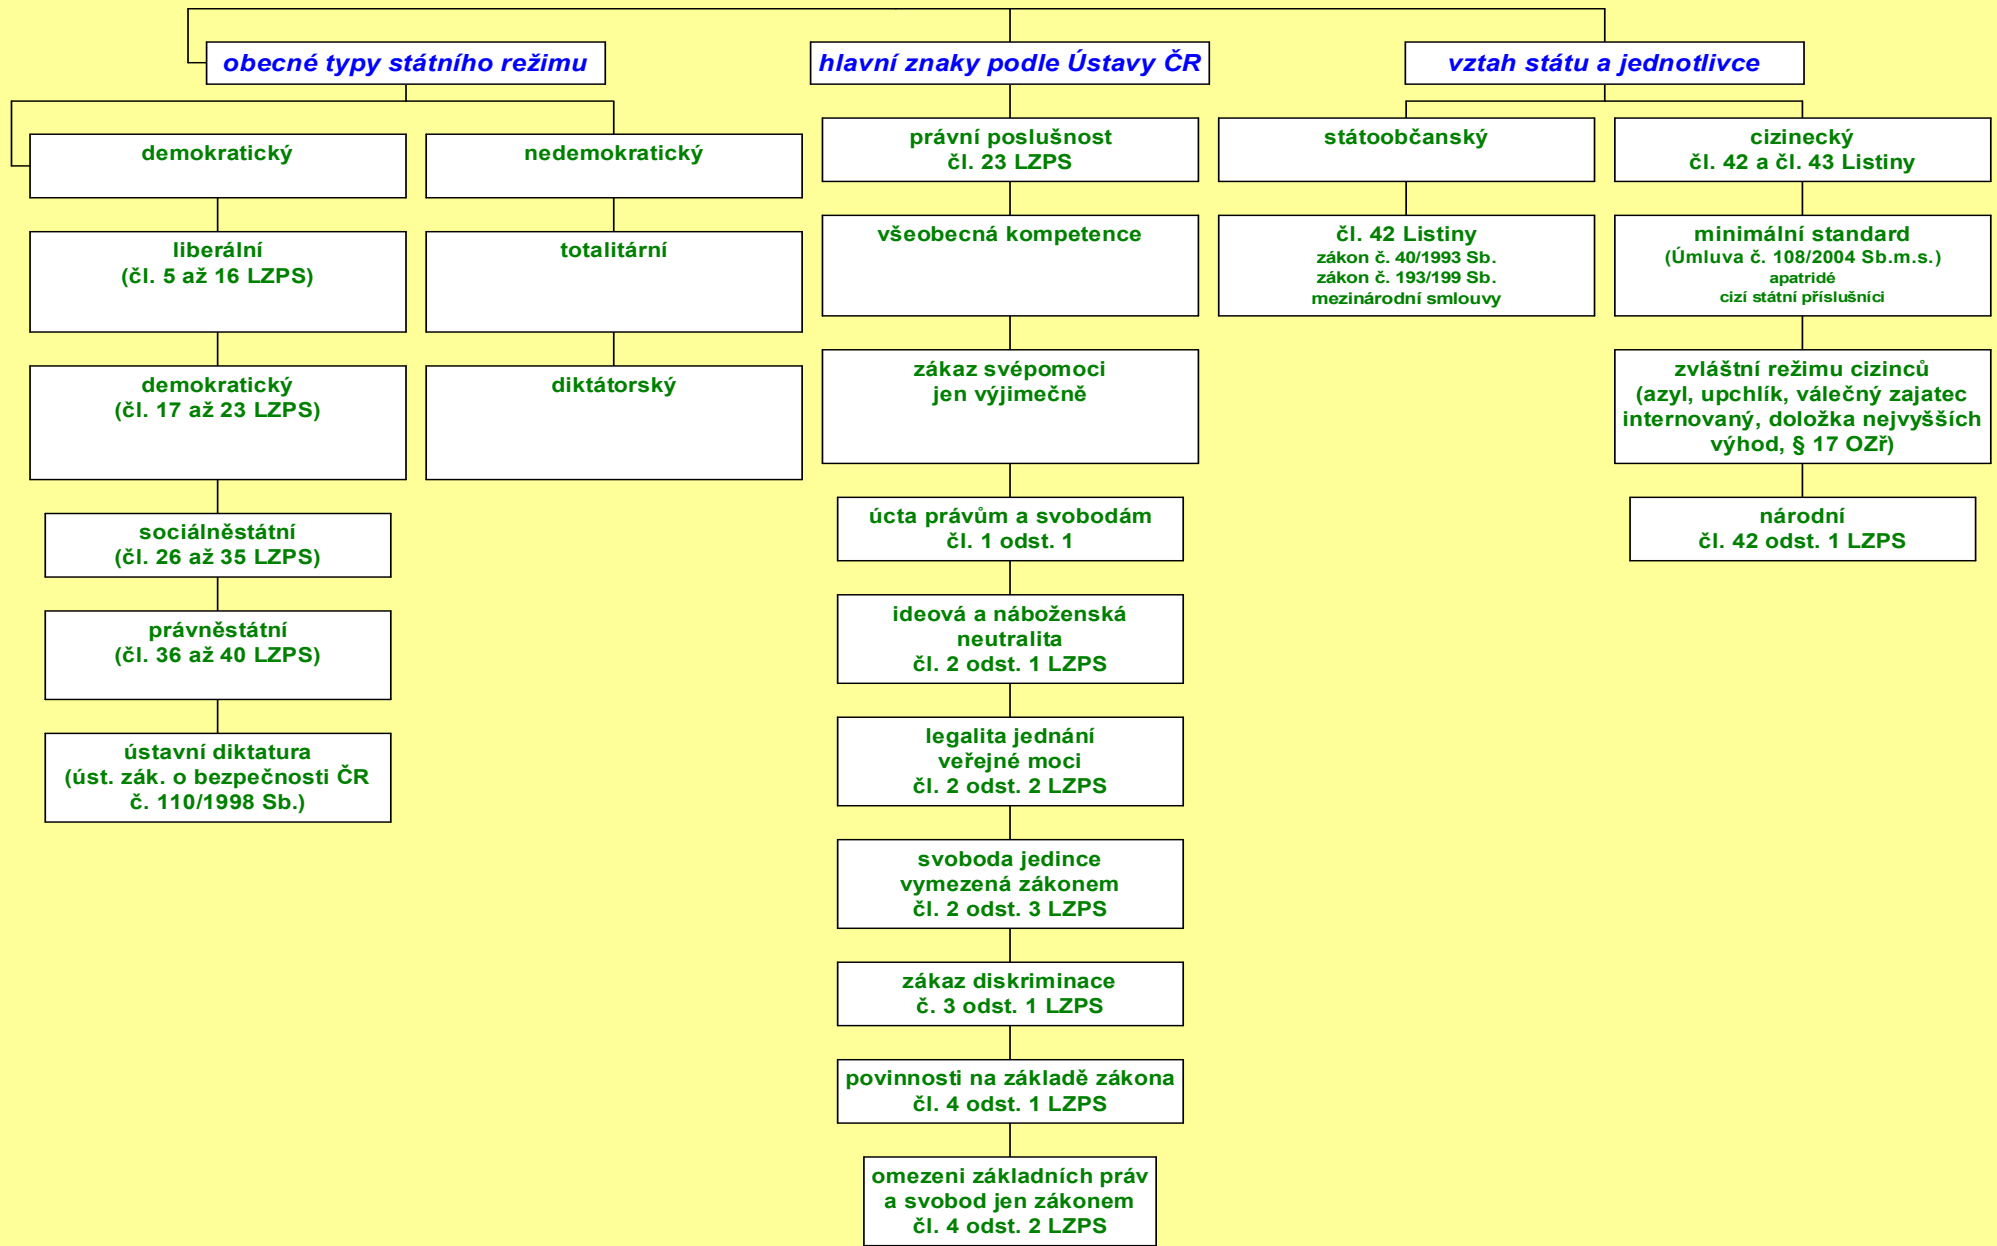 obecné typy státního režimu
demokratický
liberální
(čl. 5 až 16 LZPS)
demokratický
(čl. 17 až 23 LZPS)
sociálněstátní
(čl. 26 až 35 LZPS)
právněstátní
(čl. 36 až 40 LZPS)
ústavní diktatura
(úst. zák. o bezpečnosti ČR
č. 110/1998 Sb.)
nedemokratický
totalitární
diktátorský
hlavní znaky podle Ústavy ČR
právní poslušnost
čl. 23 LZPS
všeobecná kompetence
zákaz svépomoci
jen výjimečně
úcta právům a svobodám
čl. 1 odst. 1
ideová a náboženská
neutralita
čl. 2 odst. 1 LZPS
legalita jednání
veřejné moci
čl. 2 odst. 2 LZPS
svoboda jedince
vymezená zákonem
čl. 2 odst. 3 LZPS
zákaz diskriminace
č. 3 odst. 1 LZPS
povinnosti na základě zákona
čl. 4 odst. 1 LZPS
omezeni základních práv
a svobod jen zákonem
čl. 4 odst. 2 LZPS
vztah státu a jednotlivce
státoobčanský
čl. 42 Listiny
zákon č. 40/1993 Sb.
zákon č. 193/199 Sb.
mezinárodní smlouvy
cizinecký
čl. 42 a čl. 43 Listiny
minimální standard
(Úmluva č. 108/2004 Sb.m.s.)
apatridé
cizí státní příslušníci
zvláštní režimu cizinců
(azyl, upchlík, válečný zajatec
internovaný, doložka nejvyšších
výhod, § 17 OZř)
národní
čl. 42 odst. 1 LZPS